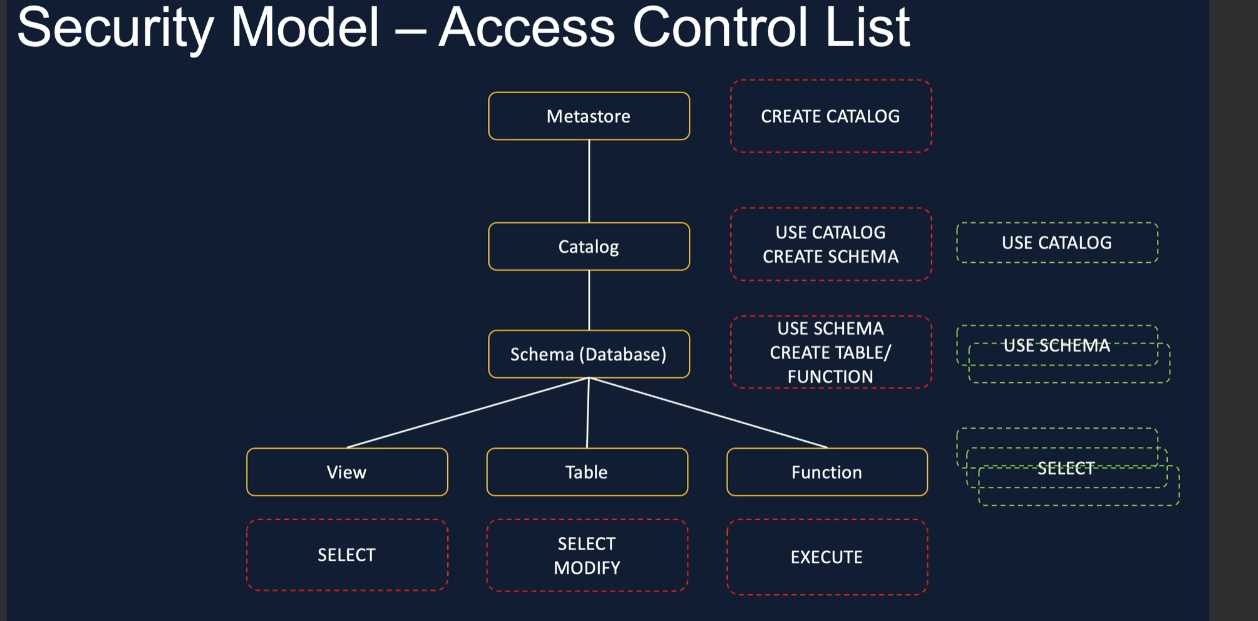 Security Model – Access Control List
Metastore
CREATE CATALOG
Catalog
USE CATALOG
CREATE SCHEMA
USE CATALOG
Schema (Database)
USE SCHEMA
CREATE TABLE/
FUNCTION
USE SCHEMA
View
Table
Function
SELECT
SELECT
SELECT
MODIFY
EXECUTE